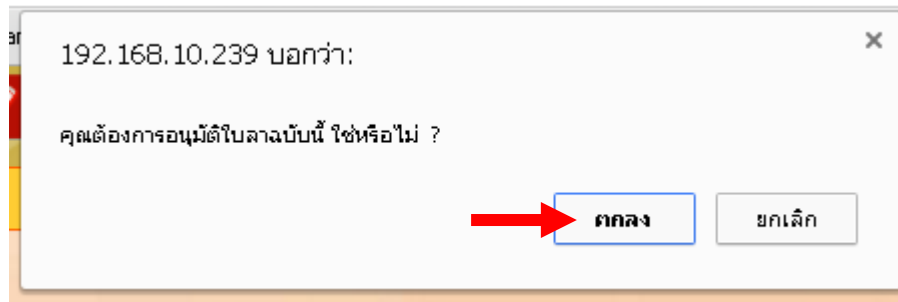 192.168.10.239 บอกว่า:
คุณต้องการอนุมัติใบลาฉบับนี้ ใช่หรือไม่ ?
ตกลง
ยกเลิก